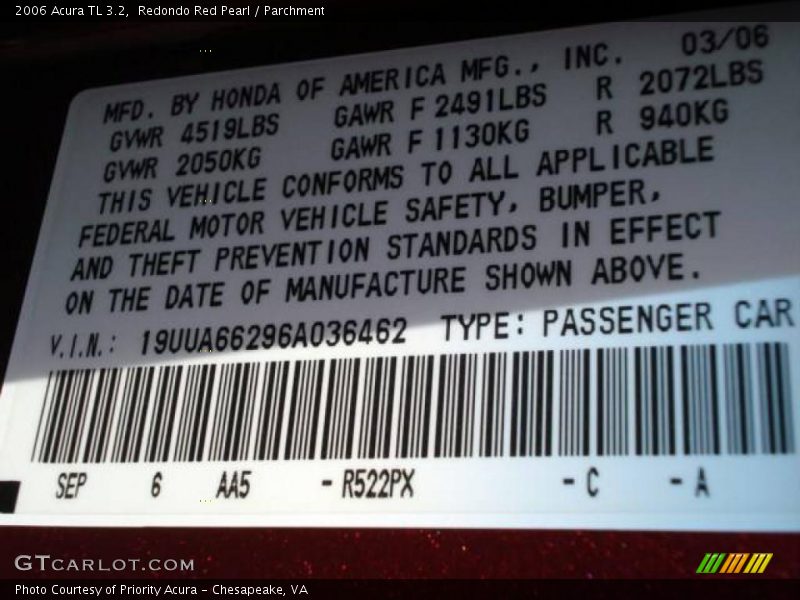 2006 Acura TL 3.2,  Redondo Red Pearl / Parchment
MFD. BY HONDA OF AMERICA MFG., INC. 03/06
GVWR 4519LBS GAWR F 2491LBS R 2072LBS
GVWR 2050KG GAWR F 1130KG R 940KG
THIS VEHICLE CONFORMS TO ALL APPLICABLE
FEDERAL MOTOR VEHICLE SAFETY, BUMPER,
AND THEFT PREVENTION STANDARDS IN EFFECT
ON THE DATE OF MANUFACTURE SHOWN ABOVE.
V.I.N.: 19UUA66296A036462 TYPE: PASSENGER CAR
SEP 6 AA5 - R522PX - C - A
GTCARLOT.COM
Photo Courtesy of Priority Acura – Chesapeake, VA